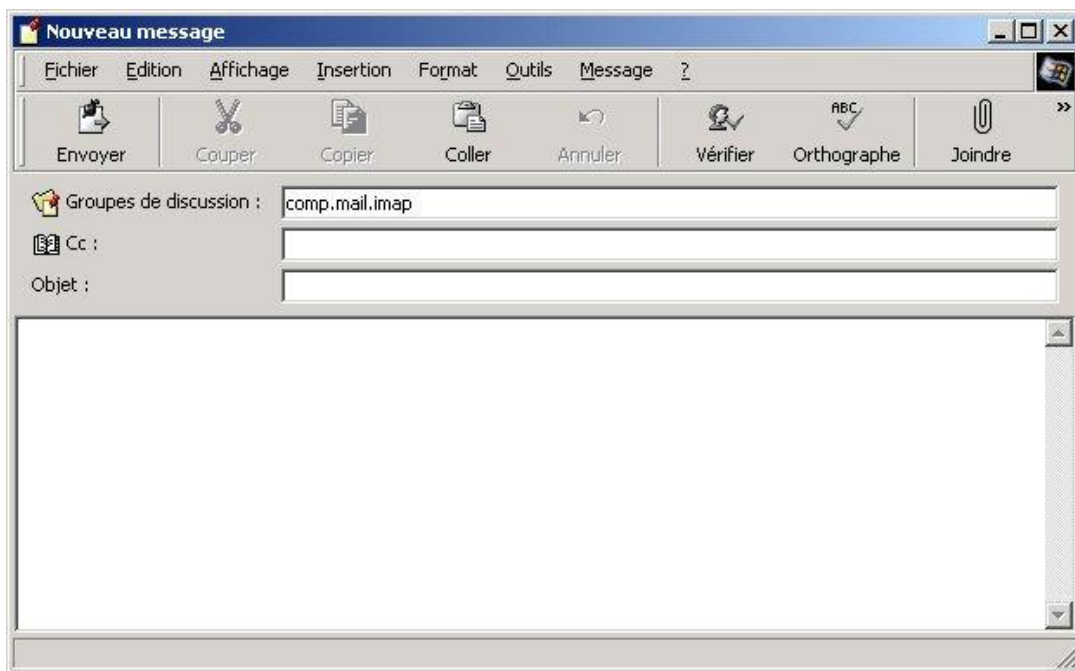 Nouveau message
Fichier Edition Affichage Insertion Format Outils Message ?
ABC
Envoyer Couper Copier Coller Annuler Vérifier Orthographe Joindre »
Groupes de discussion : comp.mail.imap
Cc :
Objet :